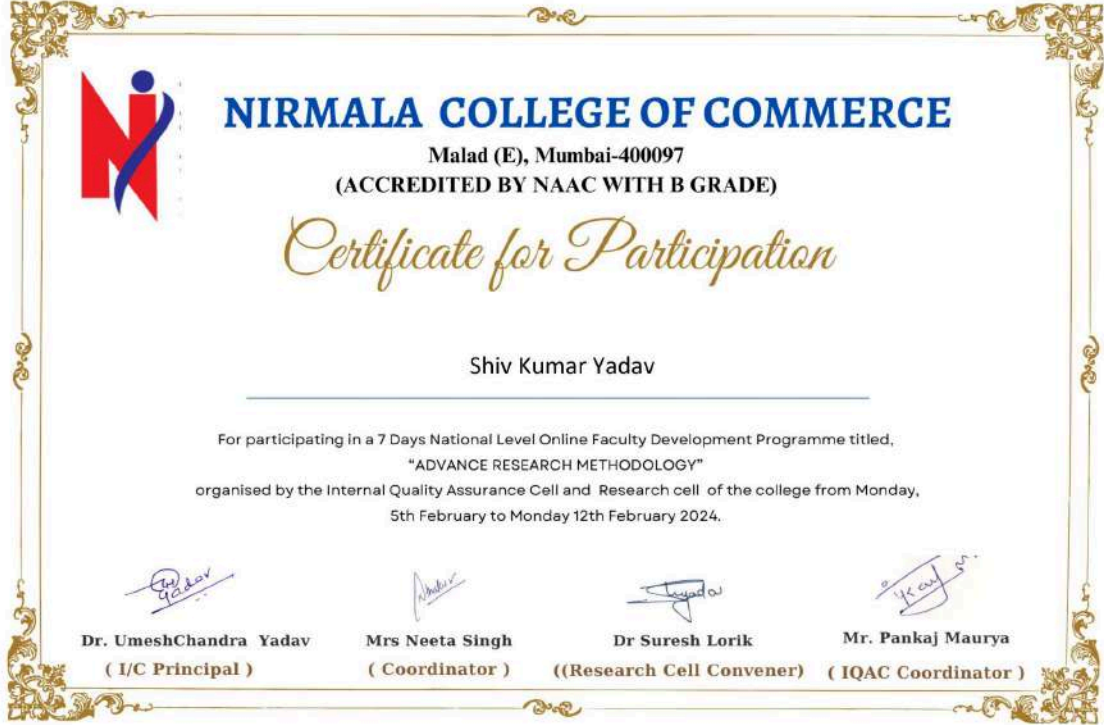 NIRMALA COLLEGE OF COMMERCE
Malad (E), Mumbai-400097
(ACCREDITED BY NAAC WITH B GRADE)
Certificate for Participation
Shiv Kumar Yadav
For participating in a 7 Days National Level Online Faculty Development Programme titled,
“ADVANCE RESEARCH METHODOLOGY”
organised by the Internal Quality Assurance Cell and Research cell of the college from Monday,
5th February to Monday 12th February 2024.
Dr. UmeshChandra Yadav
Mrs Neeta Singh
Dr Suresh Lorik
Mr. Pankaj Maurya
( I/C Principal )
( Coordinator )
((Research Cell Convener)
( IQAC Coordinator )